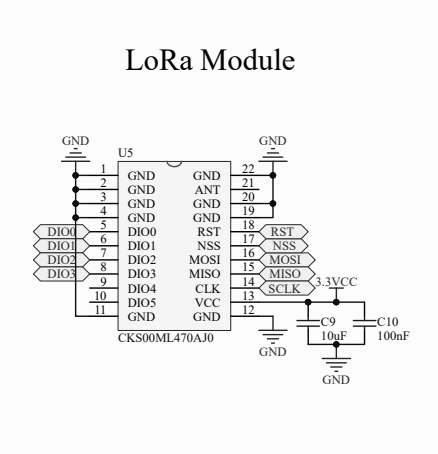 LoRa Module
GND GND
U5
1 GND GND 22
2 GND ANT 21
3 GND GND 20
4 GND GND 19
DIO0 5 DIO0 RST 18 RST
DIO1 6 DIO1 NSS 17 NSS
DIO2 7 DIO2 MOSI 16 MOSI
DIO3 8 DIO3 MISO 15 MISO
9 DIO4 CLK 14 SCLK 3.3VCC
10 DIO5 VCC 13
11 GND GND 12
C9 C10
10uF 100nF
CKS00ML470AJ0
GND
GND